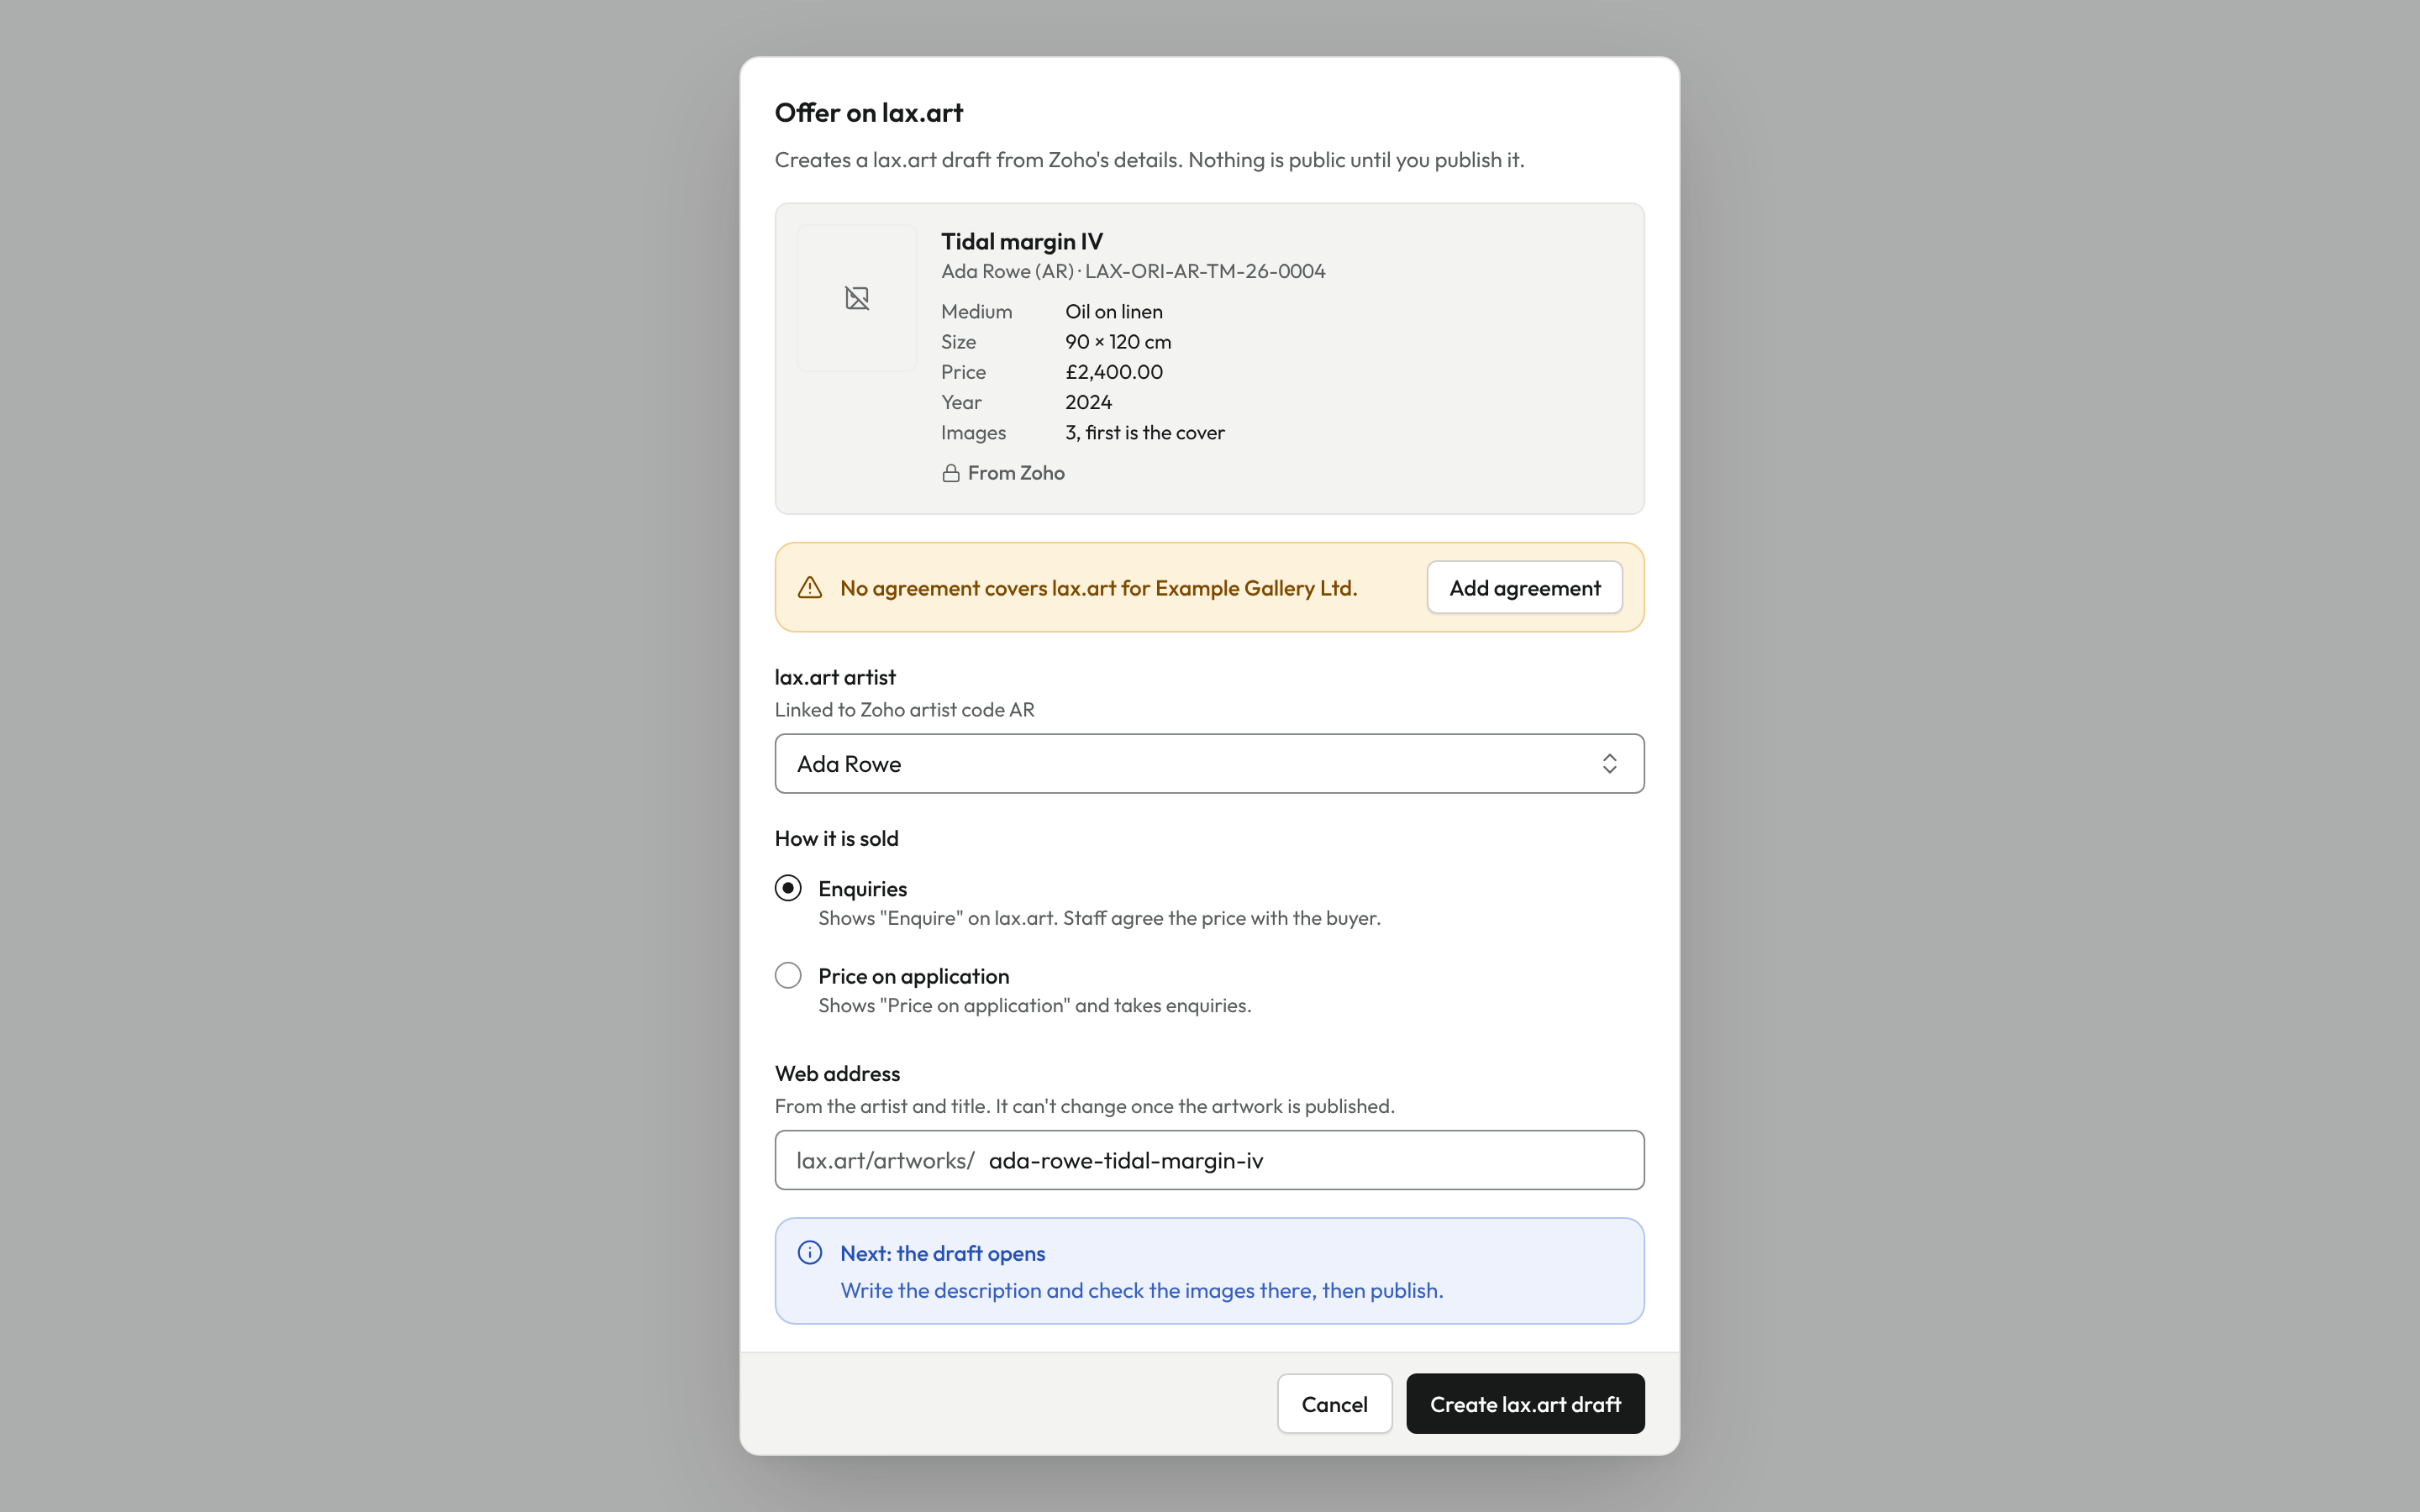 Offer on lax.art
Creates a lax.art draft from Zoho's details. Nothing is public until you publish it.
Tidal margin IV
Ada Rowe (AR) · LAX-ORI-AR-TM-26-0004
Medium Oil on linen
Size 90 × 120 cm
Price £2,400.00
Year 2024
Images 3, first is the cover
From Zoho
No agreement covers lax.art for Example Gallery Ltd. Add agreement
lax.art artist
Linked to Zoho artist code AR
Ada Rowe
How it is sold
Enquiries
Shows "Enquire" on lax.art. Staff agree the price with the buyer.
Price on application
Shows "Price on application" and takes enquiries.
Web address
From the artist and title. It can't change once the artwork is published.
lax.art/artworks/ ada-rowe-tidal-margin-iv
Next: the draft opens
Write the description and check the images there, then publish.
Cancel Create lax.art draft